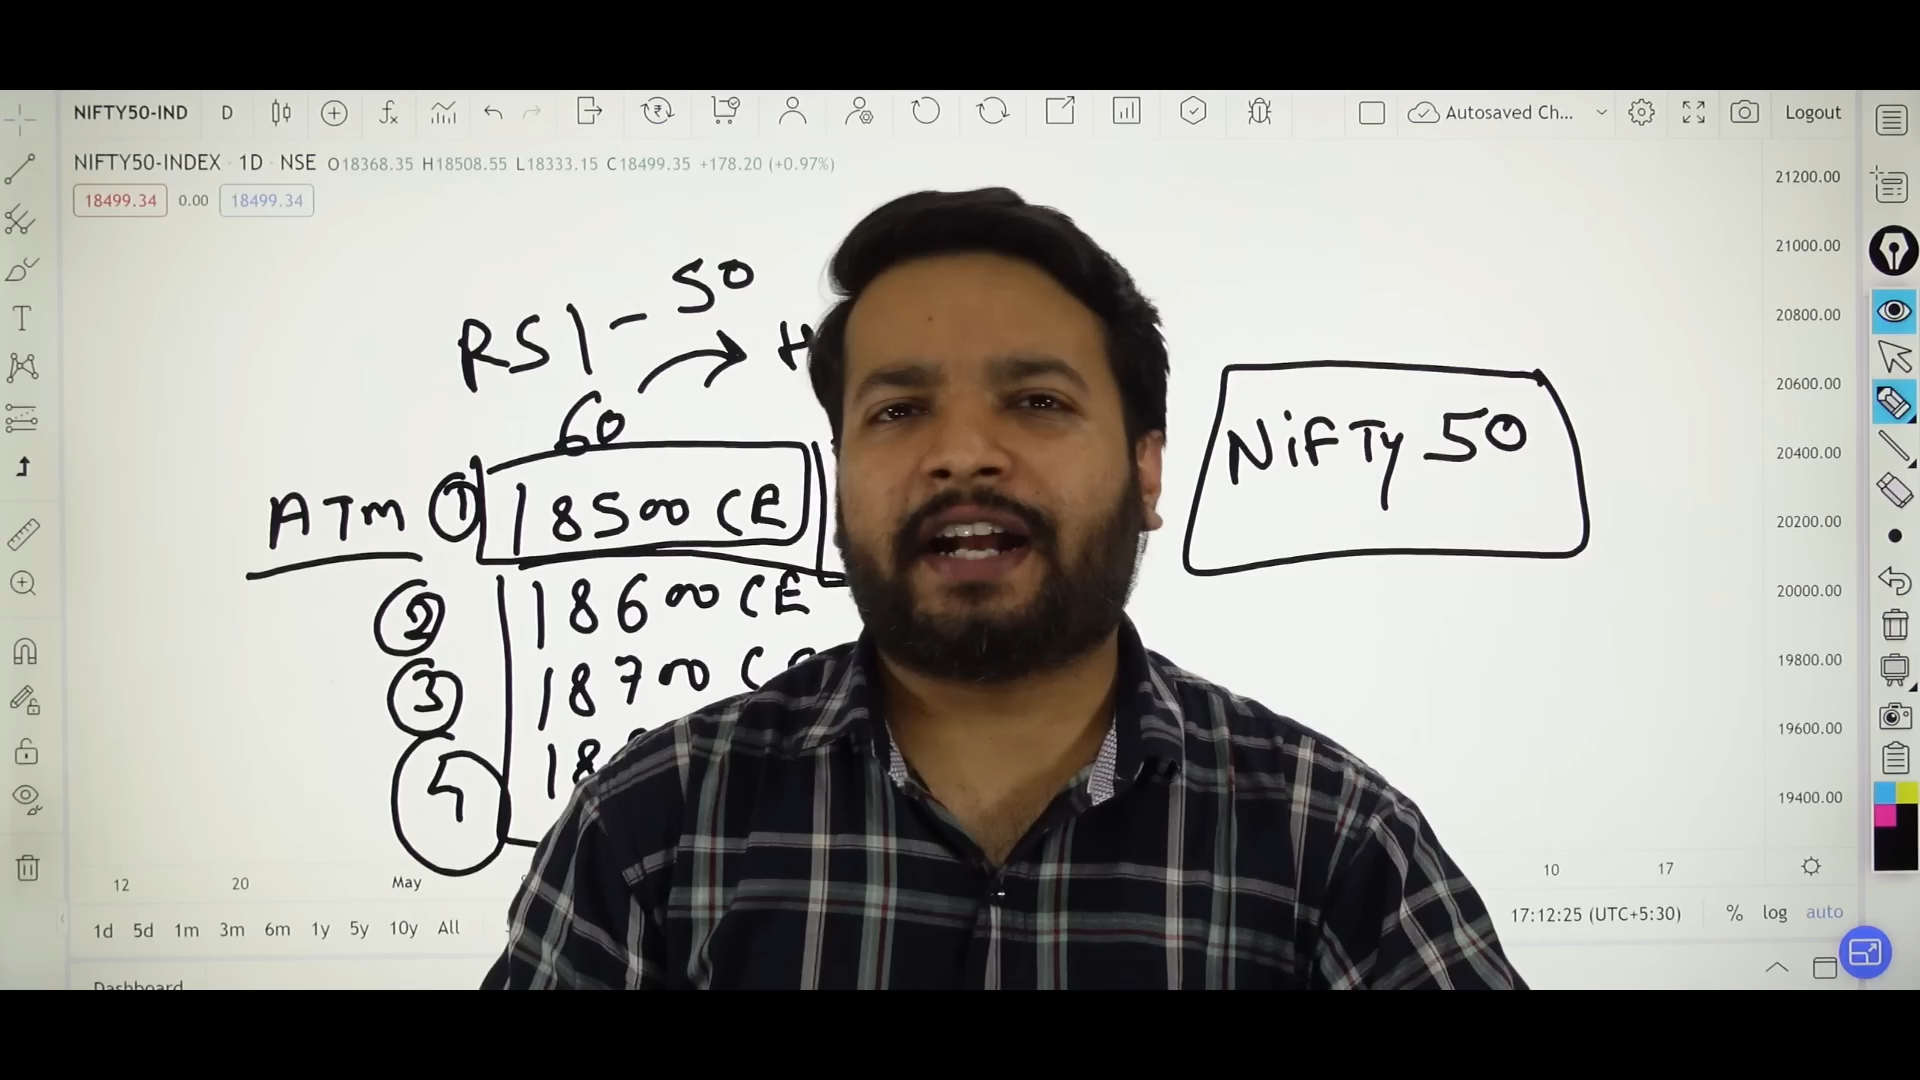 NIFTY50-IND D Autosaved Ch... Logout
NIFTY50-INDEX · 1D · NSE O18368.35 H18508.55 L18333.15 C18499.35 +178.20 (+0.97%)
18499.34 0.00 18499.34
21200.00
21000.00
20800.00
20600.00
20400.00
20200.00
20000.00
19800.00
19600.00
19400.00
RSI - 50
60 → H
ATM ① 18500 CE
② 18600 CE
③ 18700 C
18
Nifty 50
12 20 May 10 17
1d 5d 1m 3m 6m 1y 5y 10y All 17:12:25 (UTC+5:30) % log auto
Dashboard